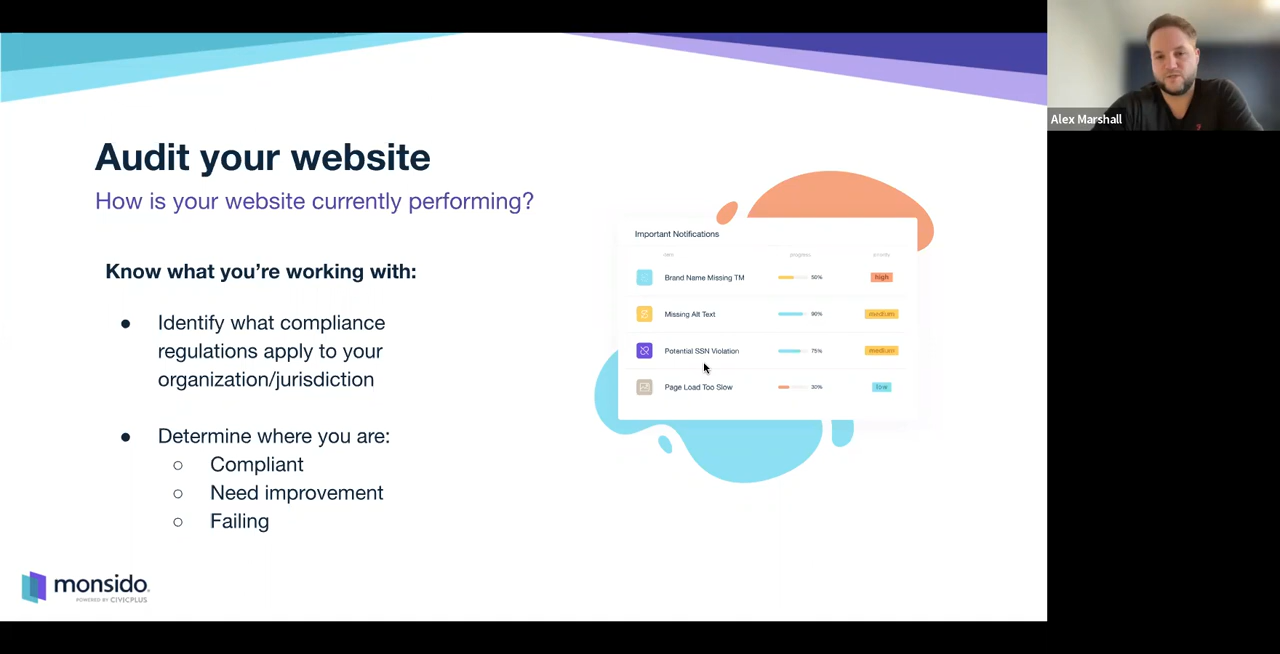 Audit your website
How is your website currently performing?
Know what you're working with:
● Identify what compliance
regulations apply to your
organization/jurisdiction
● Determine where you are:
○ Compliant
○ Need improvement
○ Failing
Important Notifications
progress
priority
Brand Name Missing TM 50% high
Missing Alt Text 90% medium
Potential SSN Violation 75% medium
Page Load Too Slow 30% low
monsido
POWERED BY CIVICPLUS
Alex Marshall